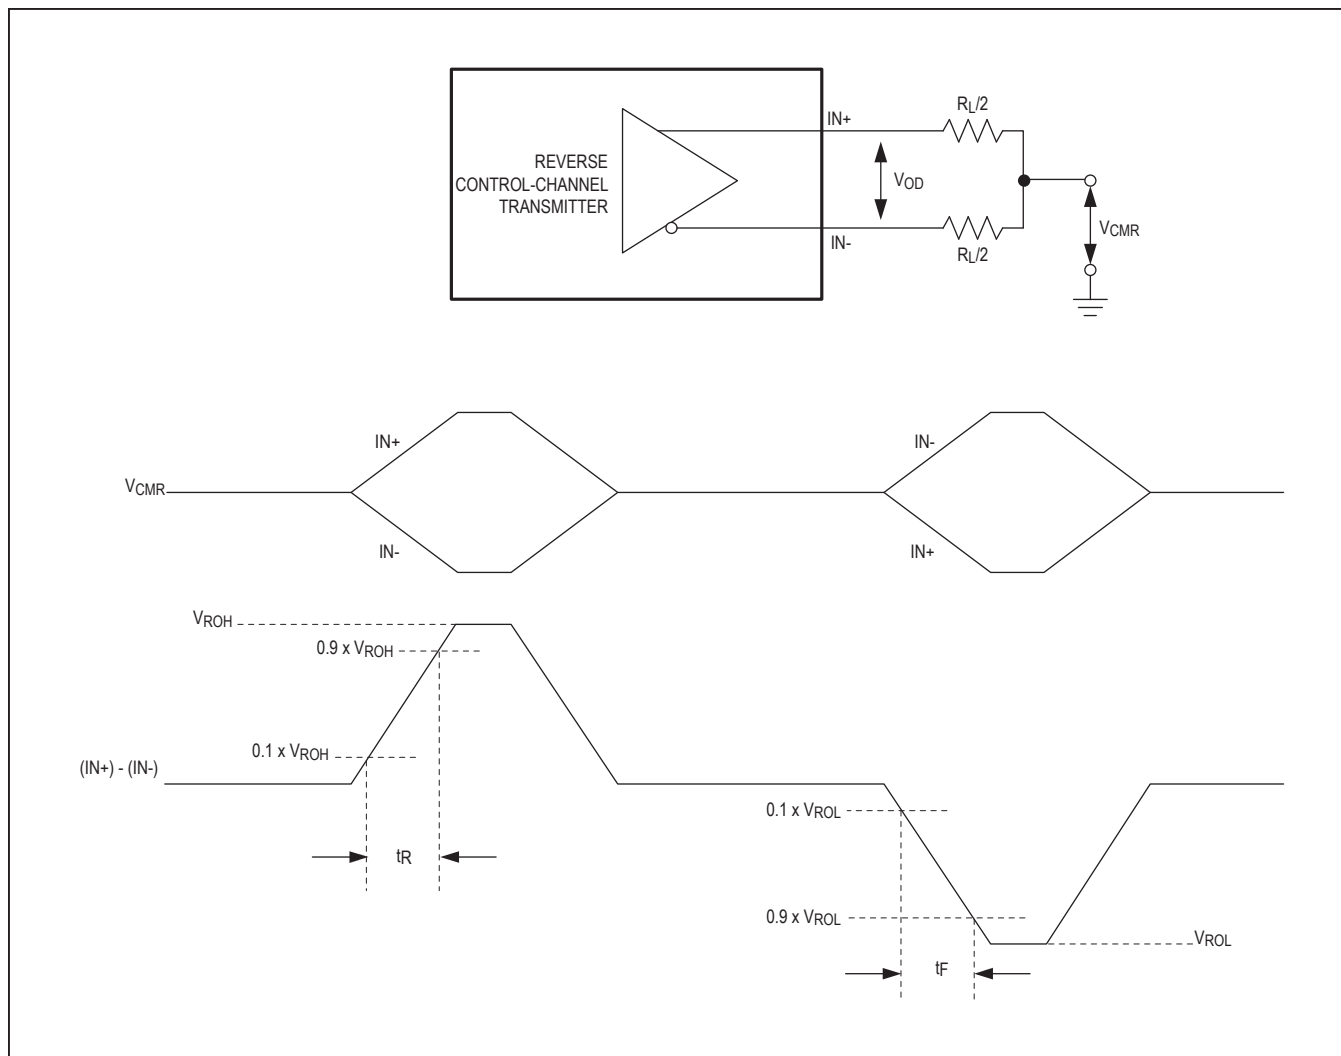 IN+
RL/2
REVERSE
CONTROL-CHANNEL
TRANSMITTER
VOD
IN-
RL/2
VCMR
IN+
IN-
VCMR
IN-
IN+
VROH
0.9 x VROH
0.1 x VROH
(IN+) - (IN-)
0.1 x VROL
tR
0.9 x VROL
VROL
tF